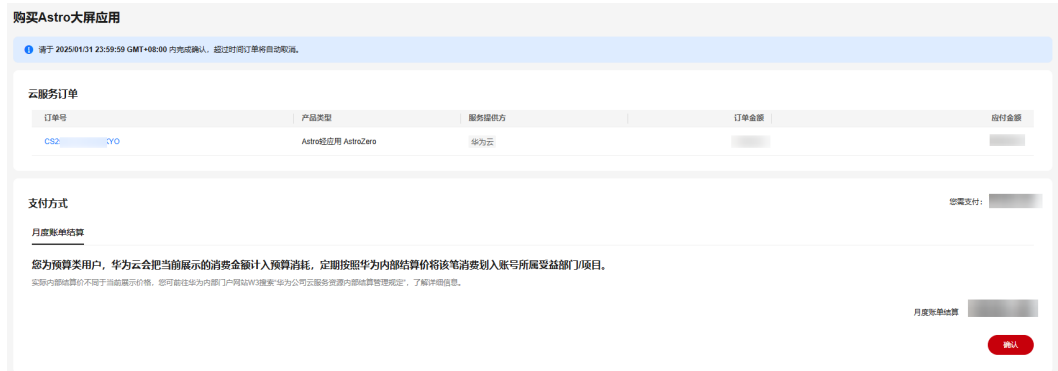 购买Astro大屏应用
请于 2025/01/31 23:59:59 GMT+08:00 内完成确认，超过时间订单将自动取消。
云服务订单
订单号 产品类型 服务提供方 订单金额 应付金额
CS2 YO Astro轻应用 AstroZero 华为云
支付方式
您需支付：
月度账单结算
您为预算类用户，华为云会把当前展示的消费金额计入预算消耗，定期按照华为内部结算价将该笔消费划入账号所属受益部门/项目。
实际内部结算价不同于当前展示价格，您可前往华为内部门户网站W3搜索“华为公司云服务资源内部结算管理规定”，了解详细信息。
月度账单结算
确认